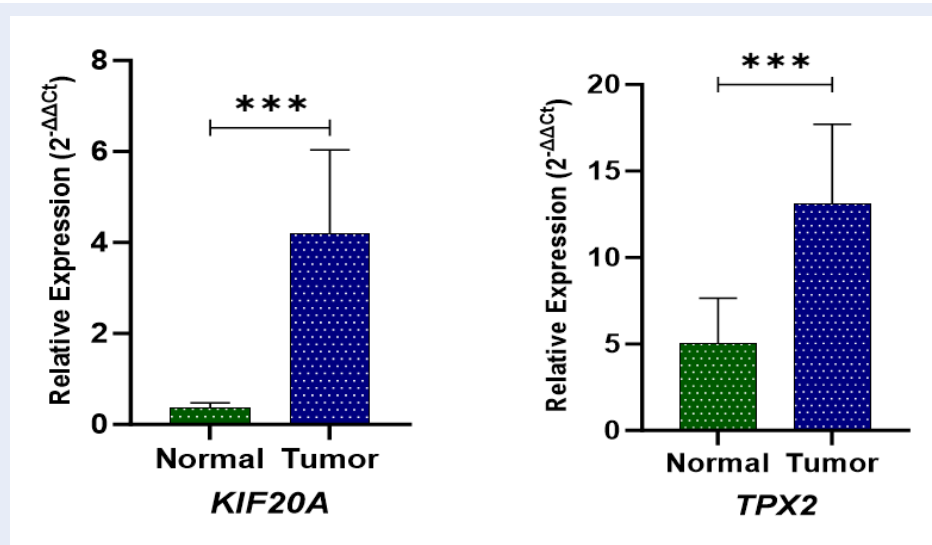 Relative Expression (2^-ΔΔCt)
8
6
4
2
0
***
Normal Tumor
KIF20A
Relative Expression (2^-ΔΔCt)
20
15
10
5
0
***
Normal Tumor
TPX2